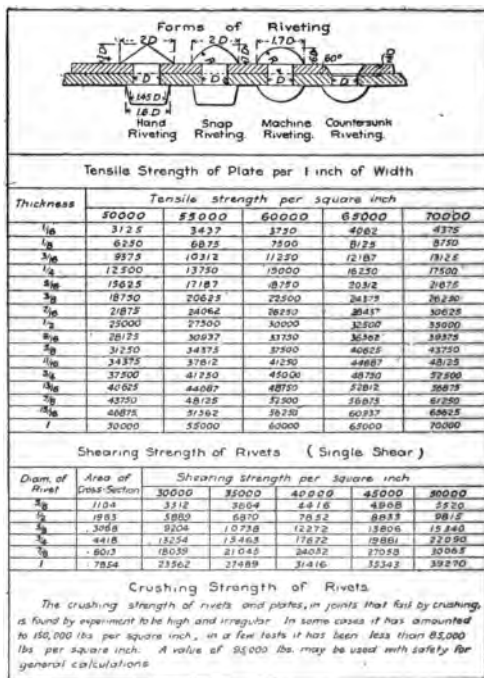 Forms of Riveting
2D 2D 1.7D
60°
D D D D
1.45D
1.6D
Hand Riveting Snap Riveting. Machine Riveting. Countersunk Riveting.
Tensile Strength of Plate par 1 inch of Width
Thickness Tensile strength per square inch
50000 55000 60000 65000 70000
1/16 3125 3437 3750 4062 4375
1/8 6250 6875 7500 8125 8750
3/16 9375 10312 11250 12187 13125
1/4 12500 13750 15000 16250 17500
5/16 15625 17187 18750 20312 21875
3/8 18750 20625 22500 24375 26250
7/16 21875 24062 26250 28437 30625
1/2 25000 27500 30000 32500 35000
9/16 28125 30937 33750 36562 39375
5/8 31250 34375 37500 40625 43750
11/16 34375 37812 41250 44687 48125
3/4 37500 41250 45000 48750 52500
13/16 40625 44687 48750 52812 56875
7/8 43750 48125 52500 56875 61250
15/16 46875 51562 56250 60937 65625
1 50000 55000 60000 65000 70000
Shearing Strength of Rivets (Single Shear)
Diam. of Rivet Area of Cross-Section Shearing strength per square inch
30000 35000 40000 45000 50000
3/8 .1104 3312 3864 4416 4968 5520
1/2 .1963 5889 6870 7852 8833 9815
5/8 .3068 9204 10738 12272 13806 15340
3/4 .4418 13254 15463 17672 19881 22090
7/8 .6013 18039 21045 24052 27058 30065
1 .7854 23562 27489 31416 35343 39270
Crushing Strength of Rivets
The crushing strength of rivets and plates, in joints that fail by crushing,
is found by experiment to be high and irregular In some cases it has amounted
to 150,000 lbs per square inch, in a few tests it has been less than 85,000
lbs per square inch. A value of 95,000 lbs. may be used with safety for
general calculations